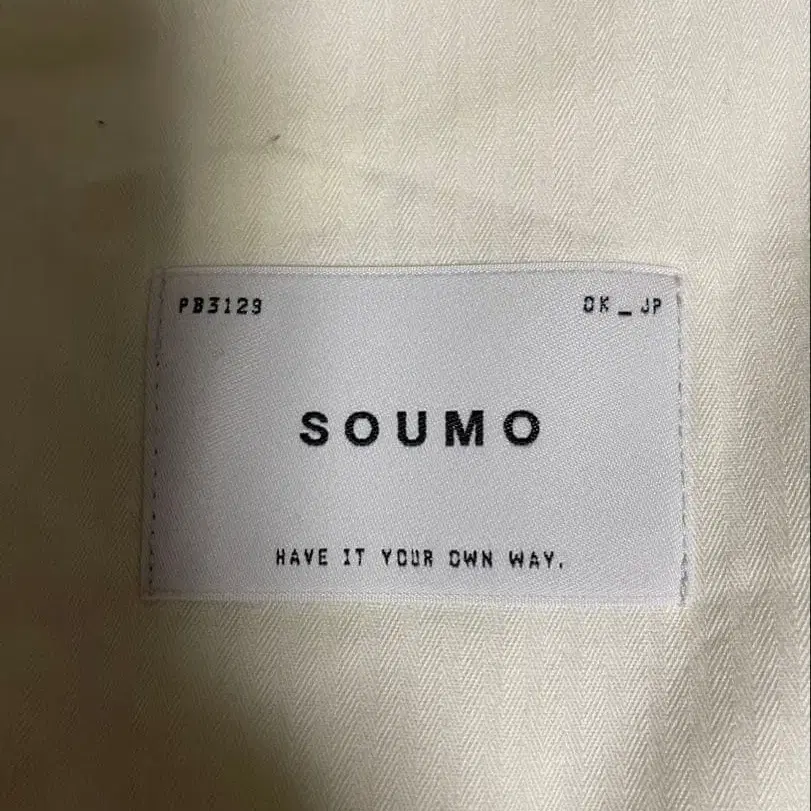 PB3129 OK_JP
SOUMO
HAVE IT YOUR OWN WAY.